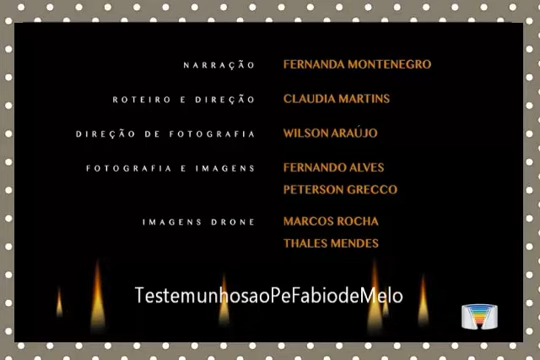 NARRAÇÃO FERNANDA MONTENEGRO
ROTEIRO E DIREÇÃO CLAUDIA MARTINS
DIREÇÃO DE FOTOGRAFIA WILSON ARAÚJO
FOTOGRAFIA E IMAGENS FERNANDO ALVES
PETERSON GRECCO
IMAGENS DRONE MARCOS ROCHA
THALES MENDES
TestemunhosaoPeFabiodeMelo